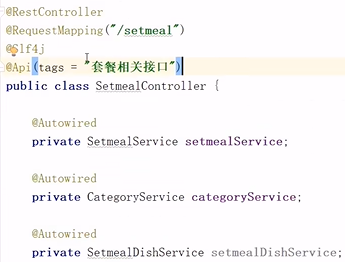 @RestController
@RequestMapping("/setmeal")
@Slf4j
@Api(tags = "套餐相关接口")
public class SetmealController {
@Autowired
private SetmealService setmealService;
@Autowired
private CategoryService categoryService;
@Autowired
private SetmealDishService setmealDishService;